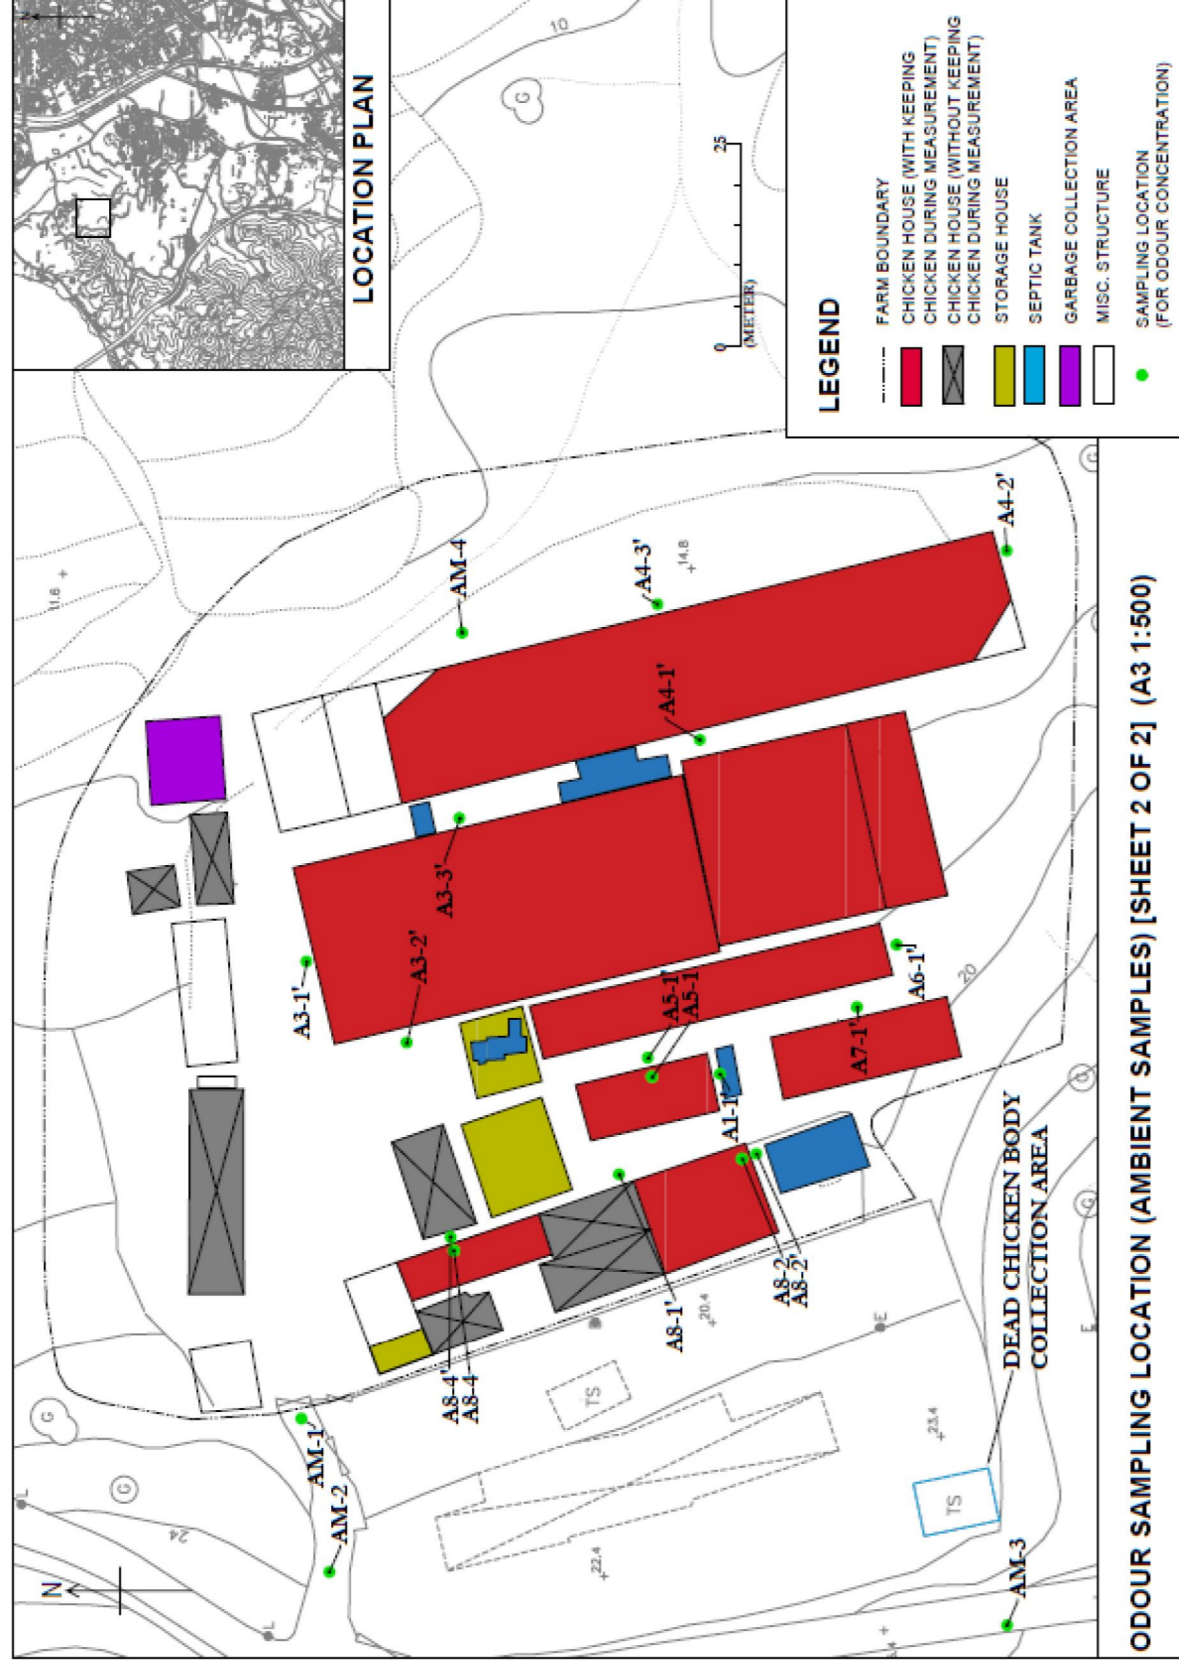 LOCATION PLAN
N
10
G
G
G
L
24
L
11.6
AM-1
AM-2
AM-3
AM-4
A3-1'
A3-2'
A3-3'
A4-1'
A4-2'
A4-3'
14.8
A5-1'
A5-1
A1-1'
A6-1'
A7-1'
20
A8-4'
A8-4
A8-1'
A8-2
A8-2'
20.4
E
E
TS
TS
22.4
23.4
G
G
G
DEAD CHICKEN BODY
COLLECTION AREA
0
25
(METER)
LEGEND
FARM BOUNDARY
CHICKEN HOUSE (WITH KEEPING
CHICKEN DURING MEASUREMENT)
CHICKEN HOUSE (WITHOUT KEEPING
CHICKEN DURING MEASUREMENT)
STORAGE HOUSE
SEPTIC TANK
GARBAGE COLLECTION AREA
MISC. STRUCTURE
SAMPLING LOCATION
(FOR ODOUR CONCENTRATION)
ODOUR SAMPLING LOCATION (AMBIENT SAMPLES) [SHEET 2 OF 2] (A3 1:500)